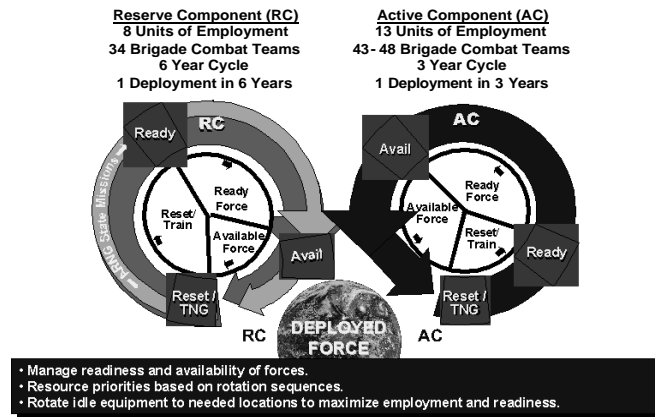 Reserve Component (RC)
8 Units of Employment
34 Brigade Combat Teams
6 Year Cycle
1 Deployment in 6 Years
Active Component (AC)
13 Units of Employment
43- 48 Brigade Combat Teams
3 Year Cycle
1 Deployment in 3 Years
RC
Ready
Ready
Force
Reset/
Train
Available
Force
ARNG State Missions
Avail
Reset /
TNG
RC
AC
Avail
Ready
Force
Available
Force
Reset/
Train
Ready
Reset /
TNG
AC
DEPLOYED
FORCE
• Manage readiness and availability of forces.
• Resource priorities based on rotation sequences.
• Rotate idle equipment to needed locations to maximize employment and readiness.